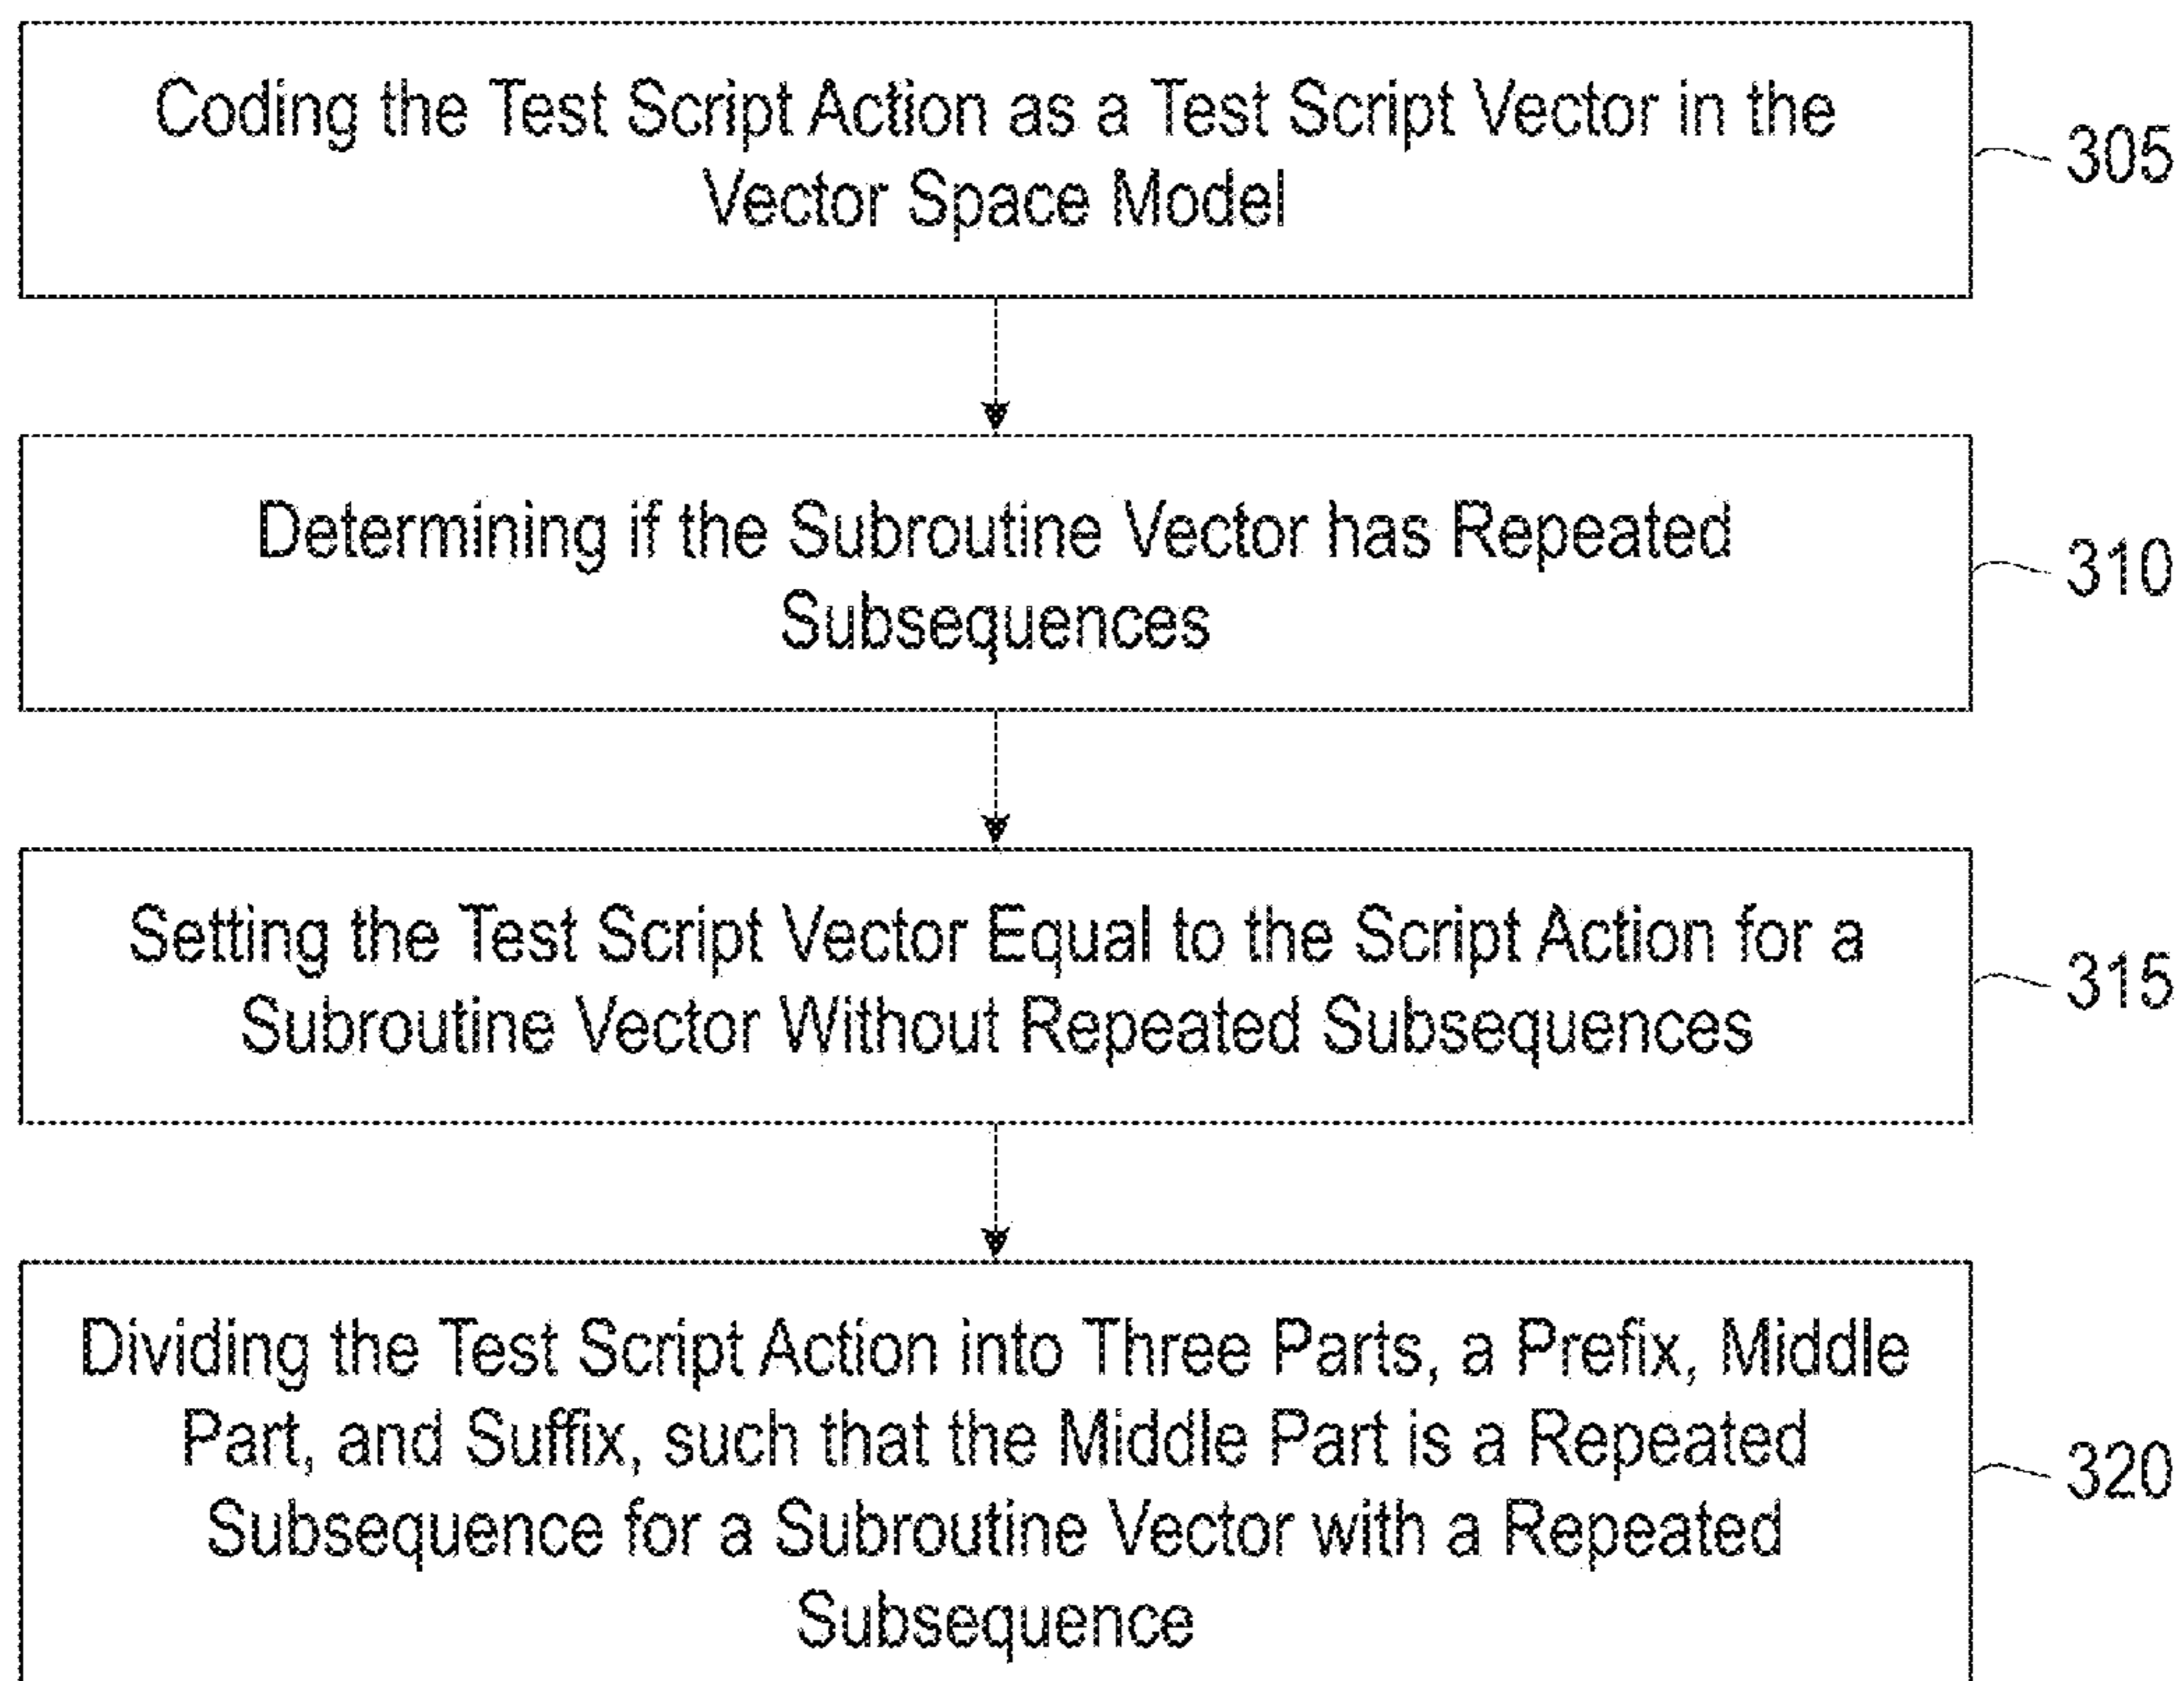 Coding the Test Script Action as a Test Script Vector in the
Vector Space Model
305
Determining if the Subroutine Vector has Repeated
Subsequences
310
Setting the Test Script Vector Equal to the Script Action for a
Subroutine Vector Without Repeated Subsequences
315
Dividing the Test Script Action into Three Parts, a Prefix, Middle
Part, and Suffix, such that the Middle Part is a Repeated
Subsequence for a Subroutine Vector with a Repeated
Subsequence
320